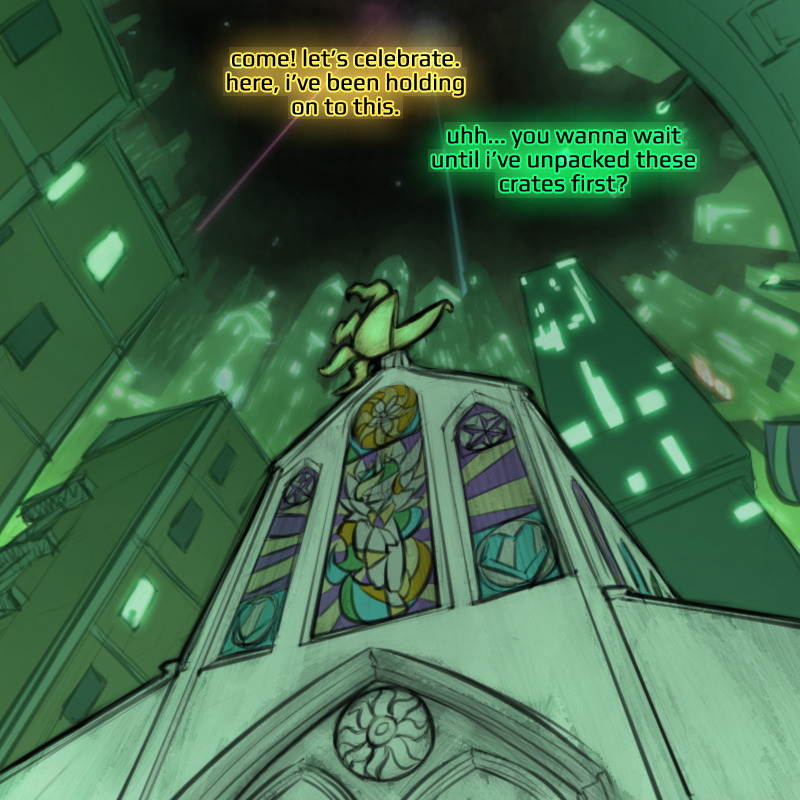 come! let's celebrate.
here, i've been holding
on to this.
uhh... you wanna wait
until i've unpacked these
crates first?